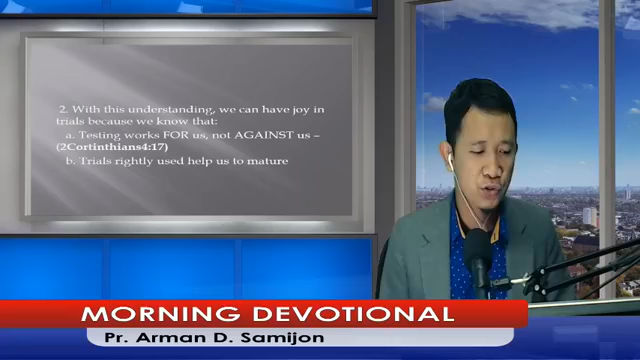 2. With this understanding, we can have joy in
trials because we know that:
a. Testing works FOR us, not AGAINST us –
(2Cortinthians4:17)
b. Trials rightly used help us to mature
MORNING DEVOTIONAL
Pr. Arman D. Samijon